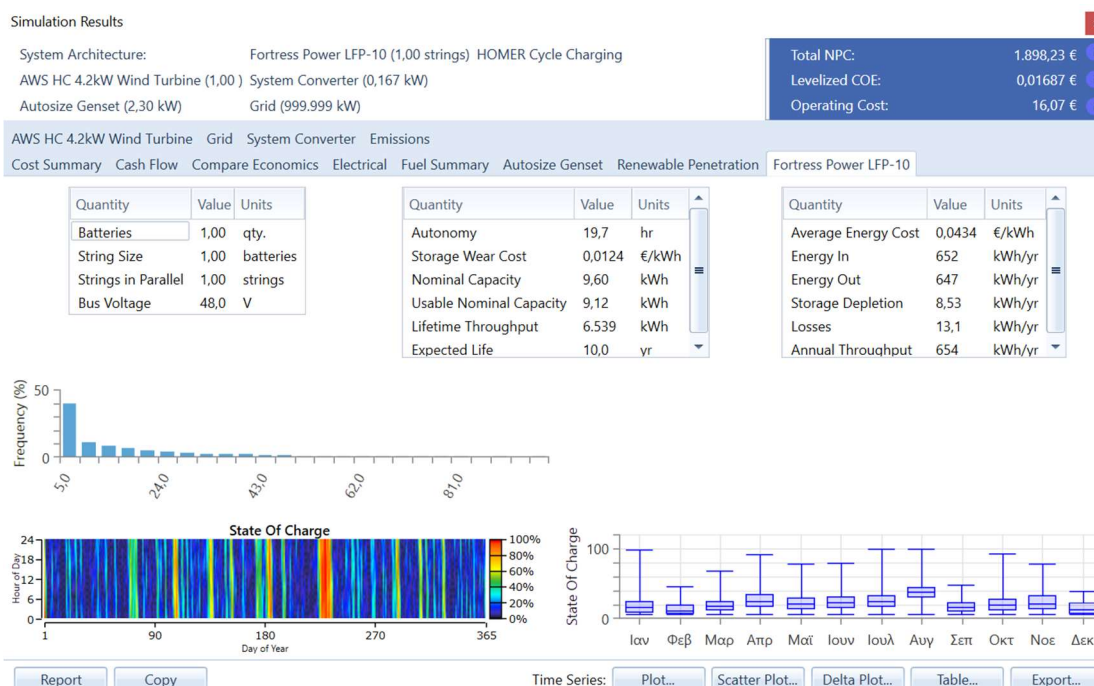 Simulation Results
System Architecture: Fortress Power LFP-10 (1,00 strings) HOMER Cycle Charging
AWS HC 4.2kW Wind Turbine (1,00 ) System Converter (0,167 kW)
Autosize Genset (2,30 kW) Grid (999.999 kW)
Total NPC: 1.898,23 €
Levelized COE: 0,01687 €
Operating Cost: 16,07 €
AWS HC 4.2kW Wind Turbine Grid System Converter Emissions
Cost Summary Cash Flow Compare Economics Electrical Fuel Summary Autosize Genset Renewable Penetration Fortress Power LFP-10
Quantity Value Units
Batteries 1,00 qty.
String Size 1,00 batteries
Strings in Parallel 1,00 strings
Bus Voltage 48,0 V
Quantity Value Units
Autonomy 19,7 hr
Storage Wear Cost 0,0124 €/kWh
Nominal Capacity 9,60 kWh
Usable Nominal Capacity 9,12 kWh
Lifetime Throughput 6.539 kWh
Expected Life 10,0 yr
Quantity Value Units
Average Energy Cost 0,0434 €/kWh
Energy In 652 kWh/yr
Energy Out 647 kWh/yr
Storage Depletion 8,53 kWh/yr
Losses 13,1 kWh/yr
Annual Throughput 654 kWh/yr
Frequency (%)
50
0
5,0 24,0 43,0 62,0 81,0
State Of Charge
Hour of Day
24
18
12
6
0
1 90 180 270 365
Day of Year
100%
80%
60%
40%
20%
0%
State Of Charge
100
0
Ιαν Φεβ Μαρ Απρ Μαϊ Ιουν Ιουλ Αυγ Σεπ Οκτ Νοε Δεκ
Report Copy Time Series: Plot... Scatter Plot... Delta Plot... Table... Export...